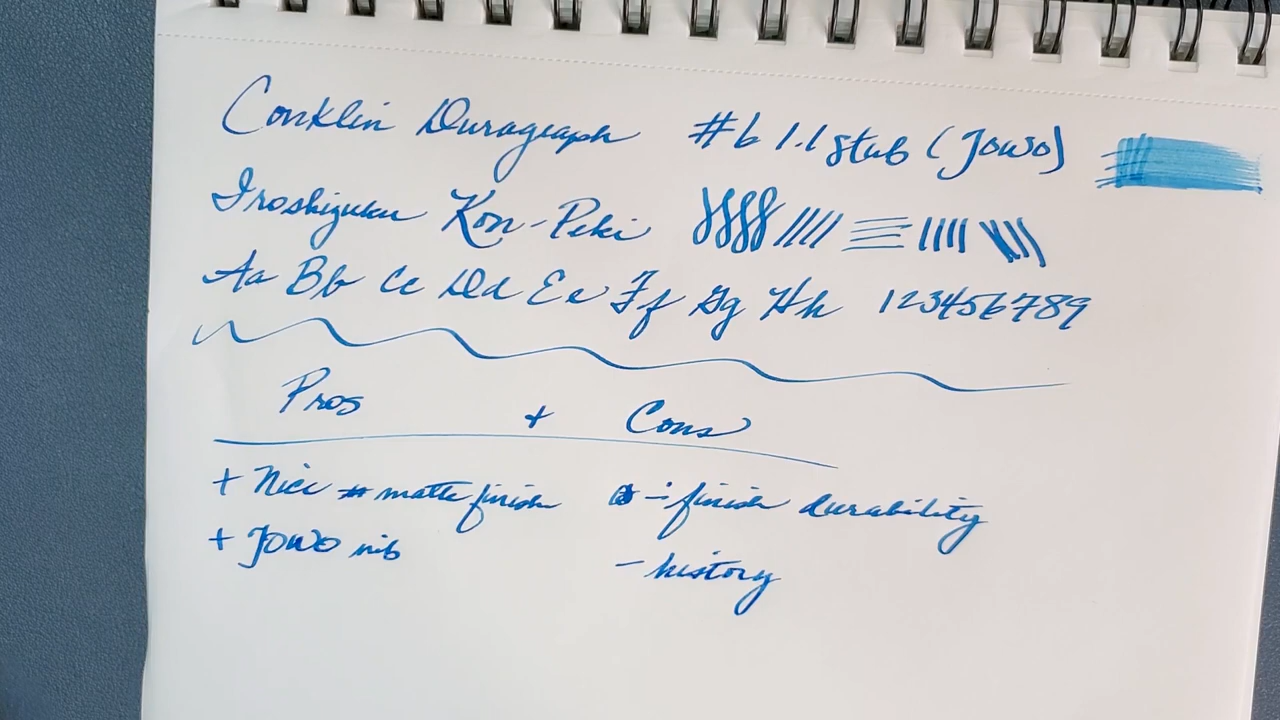 Conklin Duragraph #6 1.1 stub (Jowo)
Iroshizuku Kon-Peki
Aa Bb Cc Dd Ee Ff Gg Hh 123456789
Pros + Cons
+ Nice matte finish - finish durability
+ Jowo nib - history